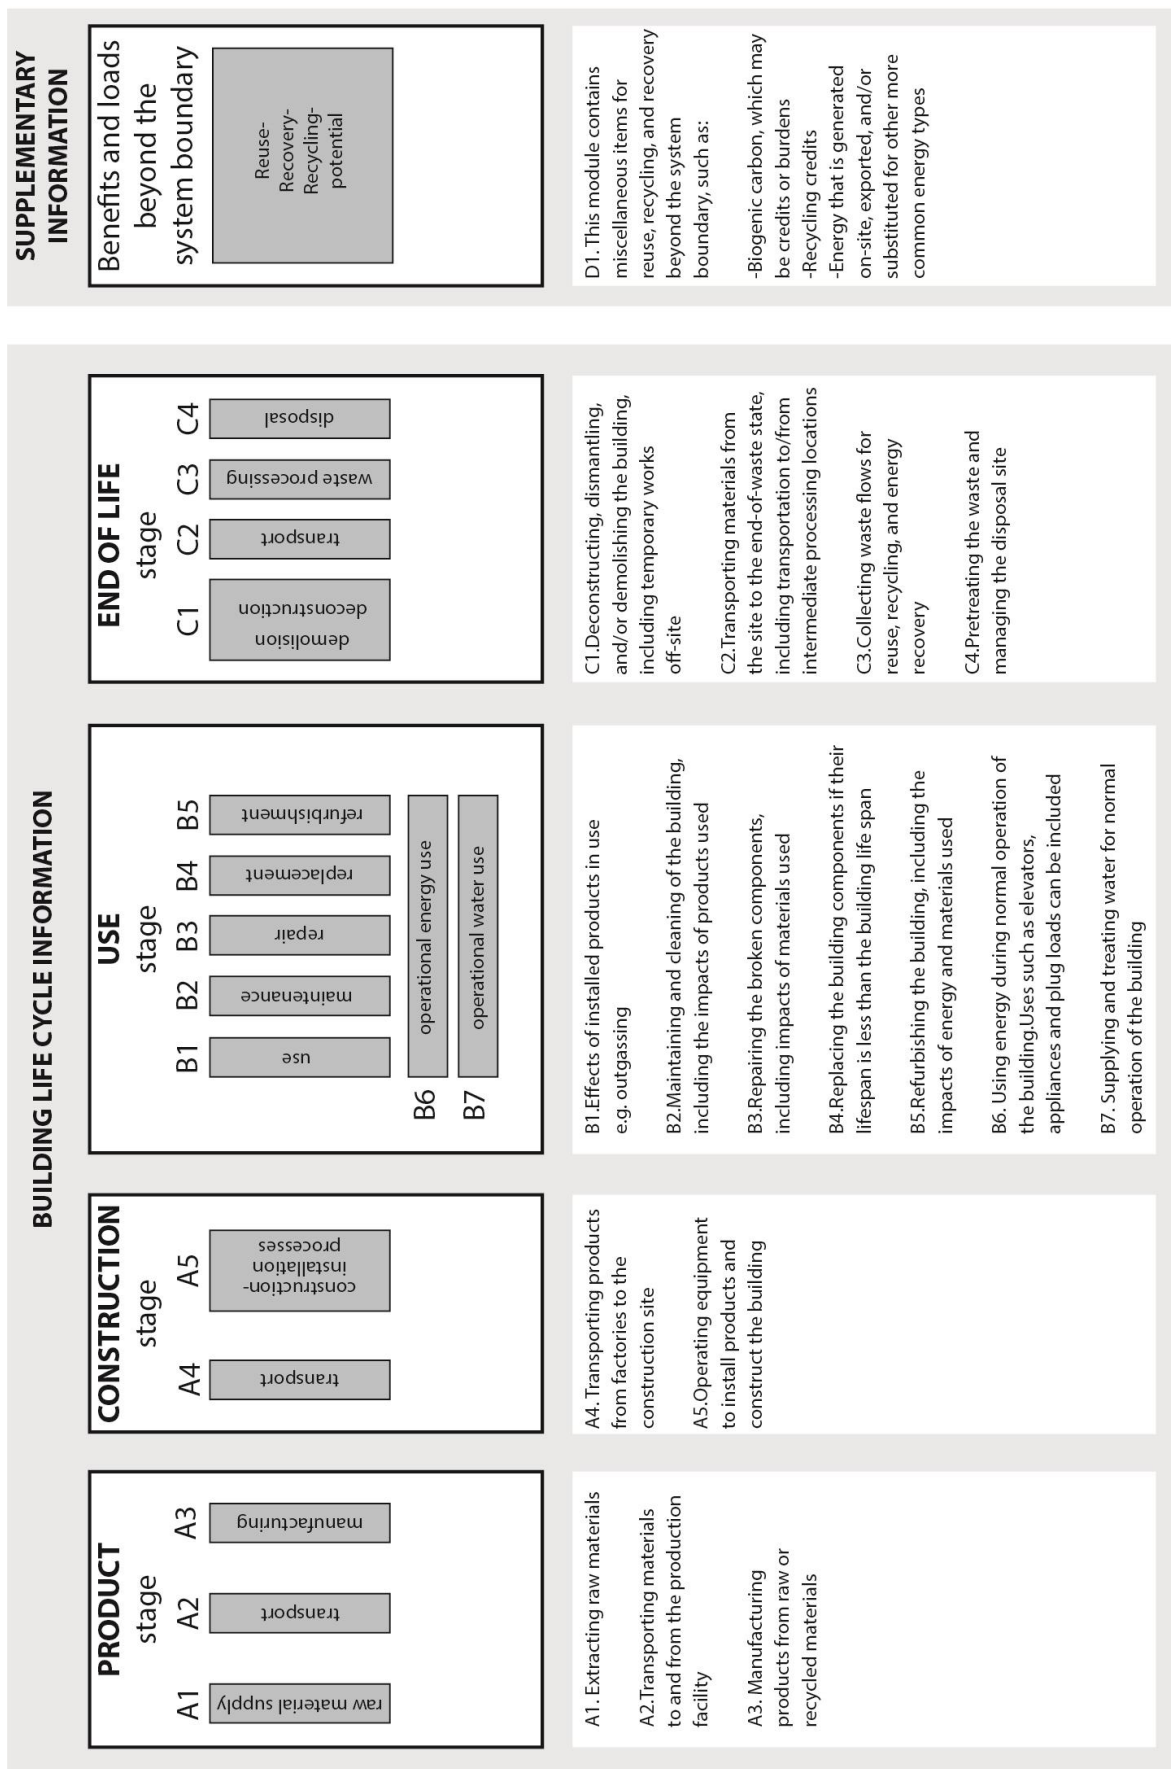 BUILDING LIFE CYCLE INFORMATION
PRODUCT
stage
A1
A2
A3
raw material supply
transport
manufacturing
CONSTRUCTION
stage
A4
A5
transport
construction-
installation
processes
USE
stage
B1
B2
B3
B4
B5
use
maintenance
repair
replacement
refurbishment
B6
operational energy use
B7
operational water use
END OF LIFE
stage
C1
C2
C3
C4
demolision
deconstruction
transport
waste processing
disposal
SUPPLEMENTARY
INFORMATION
Benefits and loads
beyond the
system boundary
Reuse-
Recovery-
Recycling-
potential
A1. Extracting raw materials
A2.Transporting materials
to and from the production
facility
A3. Manufacturing
products from raw or
recycled materials
A4. Transporting products
from factories to the
construction site
A5.Operating equipment
to install products and
construct the building
B1.Effects of installed products in use
e.g. outgassing
B2.Maintaining and cleaning of the building,
including the impacts of products used
B3.Repairing the broken components,
including impacts of materials used
B4.Replacing the building components if their
lifespan is less than the building life span
B5.Refurbishing the building, including the
impacts of energy and materials used
B6. Using energy during normal operation of
the building.Uses such as elevators,
appliances and plug loads can be included
B7. Supplying and treating water for normal
operation of the building
C1.Deconstructing, dismantling,
and/or demolishing the building,
including temporary works
off-site
C2.Transporting materials from
the site to the end-of-waste state,
including transportation to/from
intermediate processing locations
C3.Collecting waste flows for
reuse, recycling, and energy
recovery
C4.Pretreating the waste and
managing the disposal site
D1. This module contains
miscellaneous items for
reuse, recycling, and recovery
beyond the system
boundary, such as:
-Biogenic carbon, which may
be credits or burdens
-Recycling credits
-Energy that is generated
on-site, exported, and/or
substituted for other more
common energy types